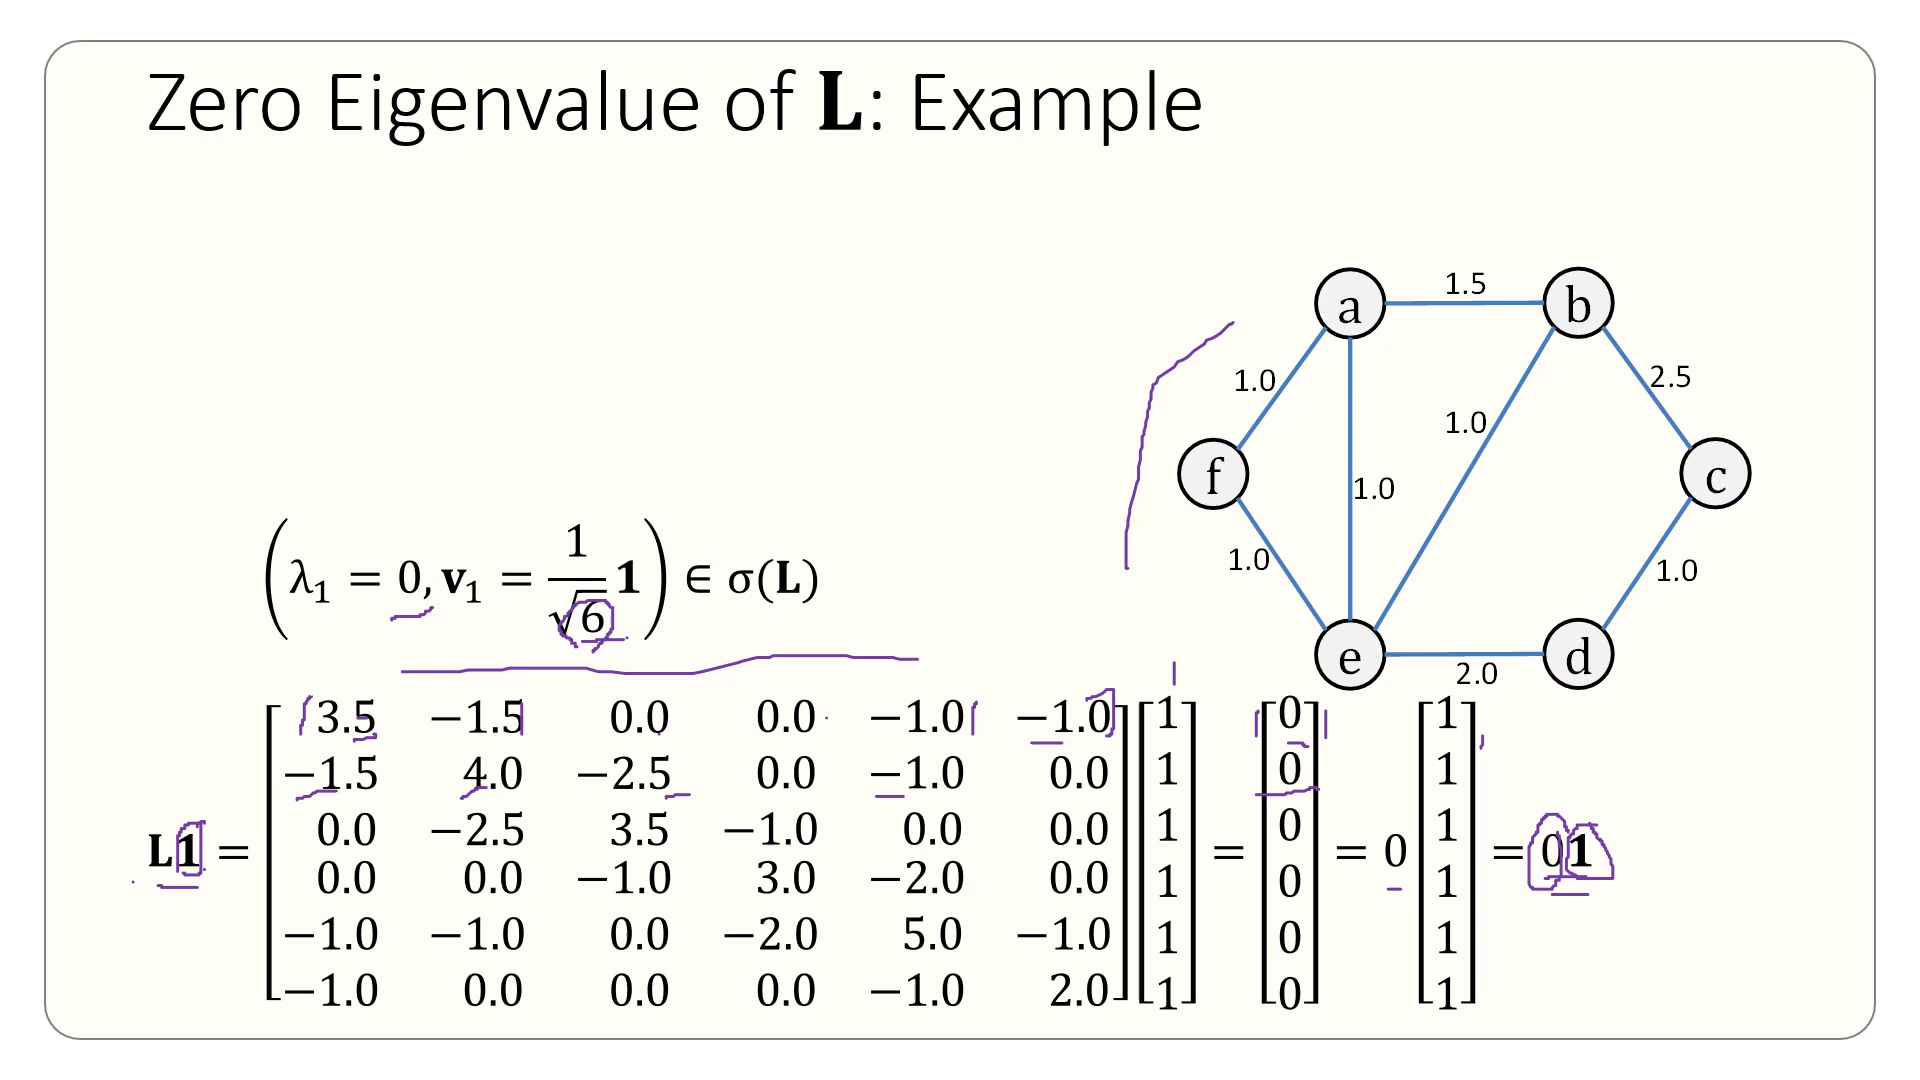 Zero Eigenvalue of L: Example
a 1.5 b
1.0 2.5
1.0
f 1.0 c
1.0 1.0
e 2.0 d
(λ₁ = 0, v₁ = 1/√6 1) ∈ σ(L)
L1 =
3.5 −1.5 0.0 0.0 −1.0 −1.0
−1.5 4.0 −2.5 0.0 −1.0 0.0
0.0 −2.5 3.5 −1.0 0.0 0.0
0.0 0.0 −1.0 3.0 −2.0 0.0
−1.0 −1.0 0.0 −2.0 5.0 −1.0
−1.0 0.0 0.0 0.0 −1.0 2.0
1
1
1
1
1
1
=
0
0
0
0
0
0
= 0
1
1
1
1
1
1
= 01